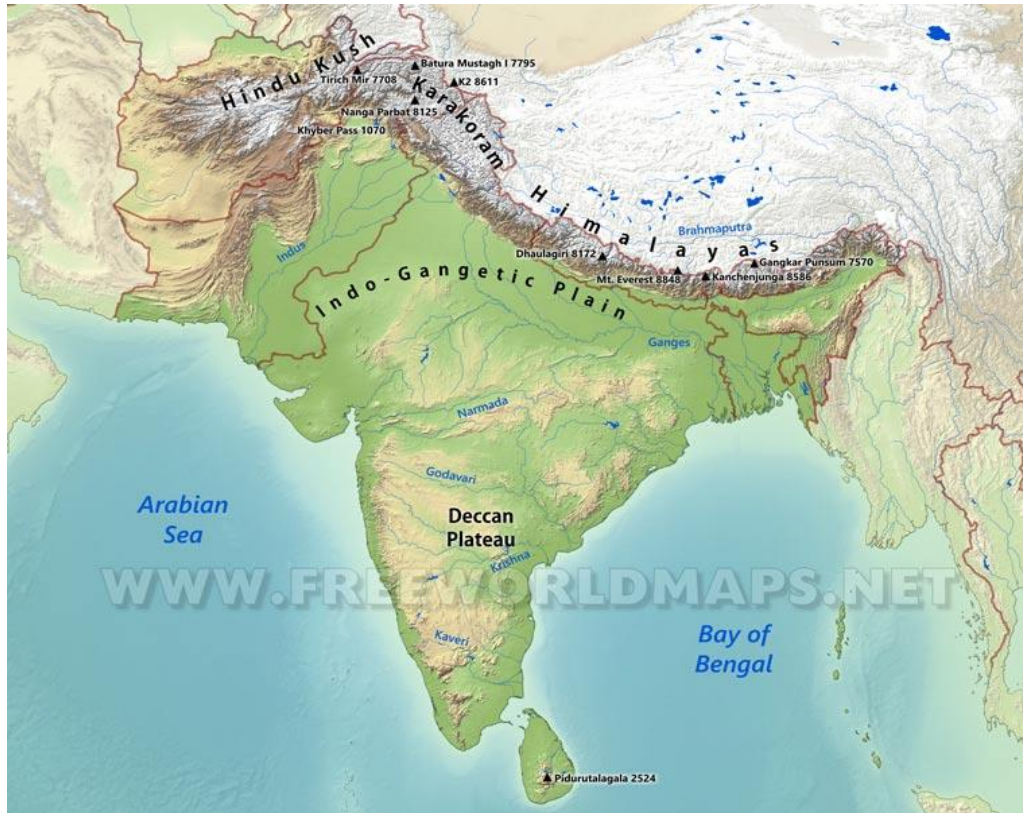 Hindu Kush
Batura Mustagh I 7795
Tirich Mir 7708
K2 8611
Karakoram
Nanga Parbat 8125
Khyber Pass 1070
Himalayas
Brahmaputra
Indus
Dhaulagiri 8172
Gangkar Punsum 7570
Mt. Everest 8848
Kanchenjunga 8586
Indo-Gangetic Plain
Ganges
Narmada
Godavari
Arabian
Sea
Deccan
Plateau
Krishna
WWW.FREEWORLDMAPS.NET
Kaveri
Bay of
Bengal
Pidurutalagala 2524